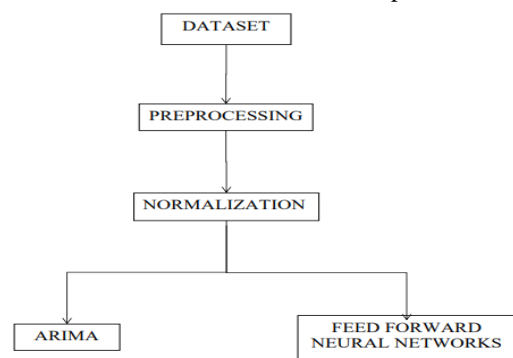 DATASET
PREPROCESSING
NORMALIZATION
ARIMA
FEED FORWARD
NEURAL NETWORKS